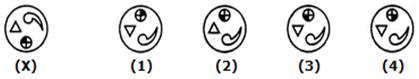 (X) (1) (2) (3) (4)